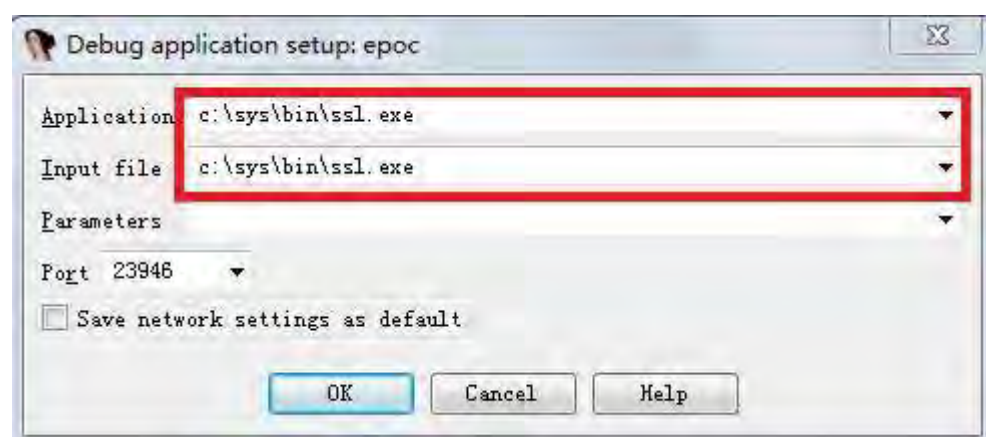 Debug application setup: epoc
Application c:\sys\bin\ssl.exe
Input file c:\sys\bin\ssl.exe
Parameters
Port 23946
Save network settings as default
OK Cancel Help